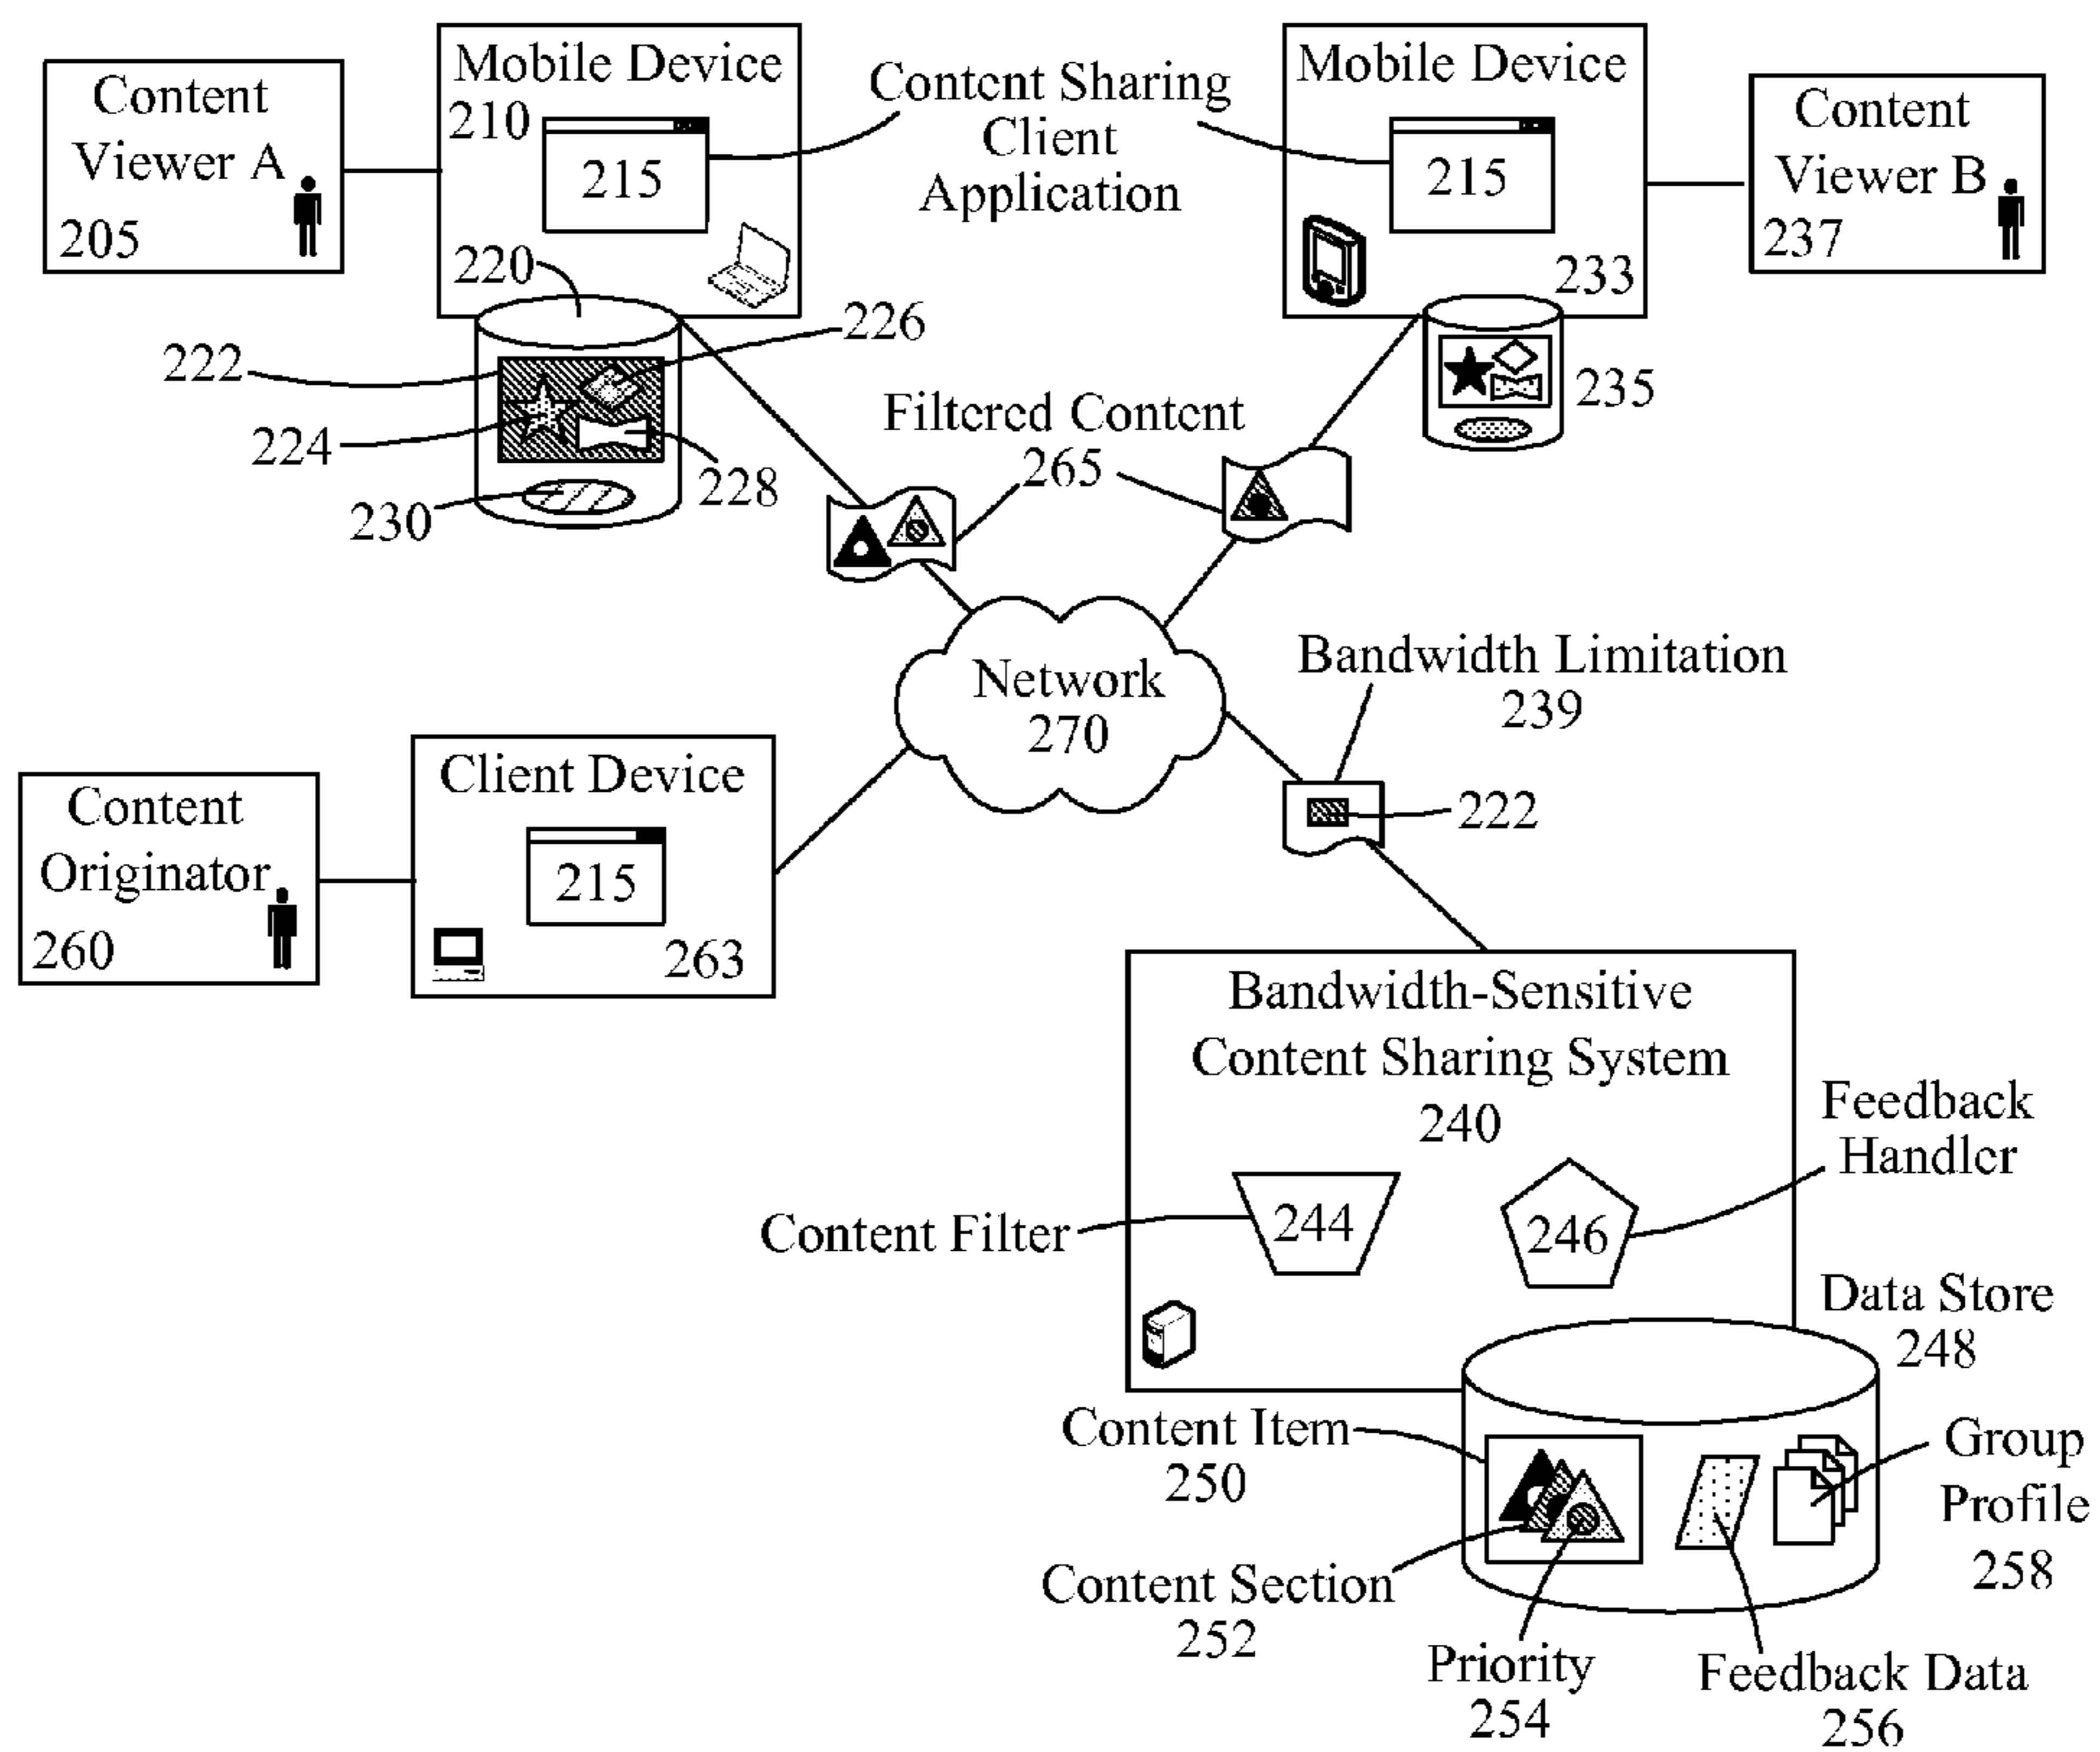 Content
Viewer A
205
Mobile Device
210
215
Content Sharing
Client
Application
Mobile Device
215
233
Content
Viewer B
237
220
222
224
226
228
230
235
Filtered Content
265
Network
270
Bandwidth Limitation
239
222
Content
Originator
260
Client Device
215
263
Bandwidth-Sensitive
Content Sharing System
240
Content Filter
244
246
Feedback
Handler
Data Store
248
Content Item
250
Content Section
252
Priority
254
Feedback Data
256
Group
Profile
258